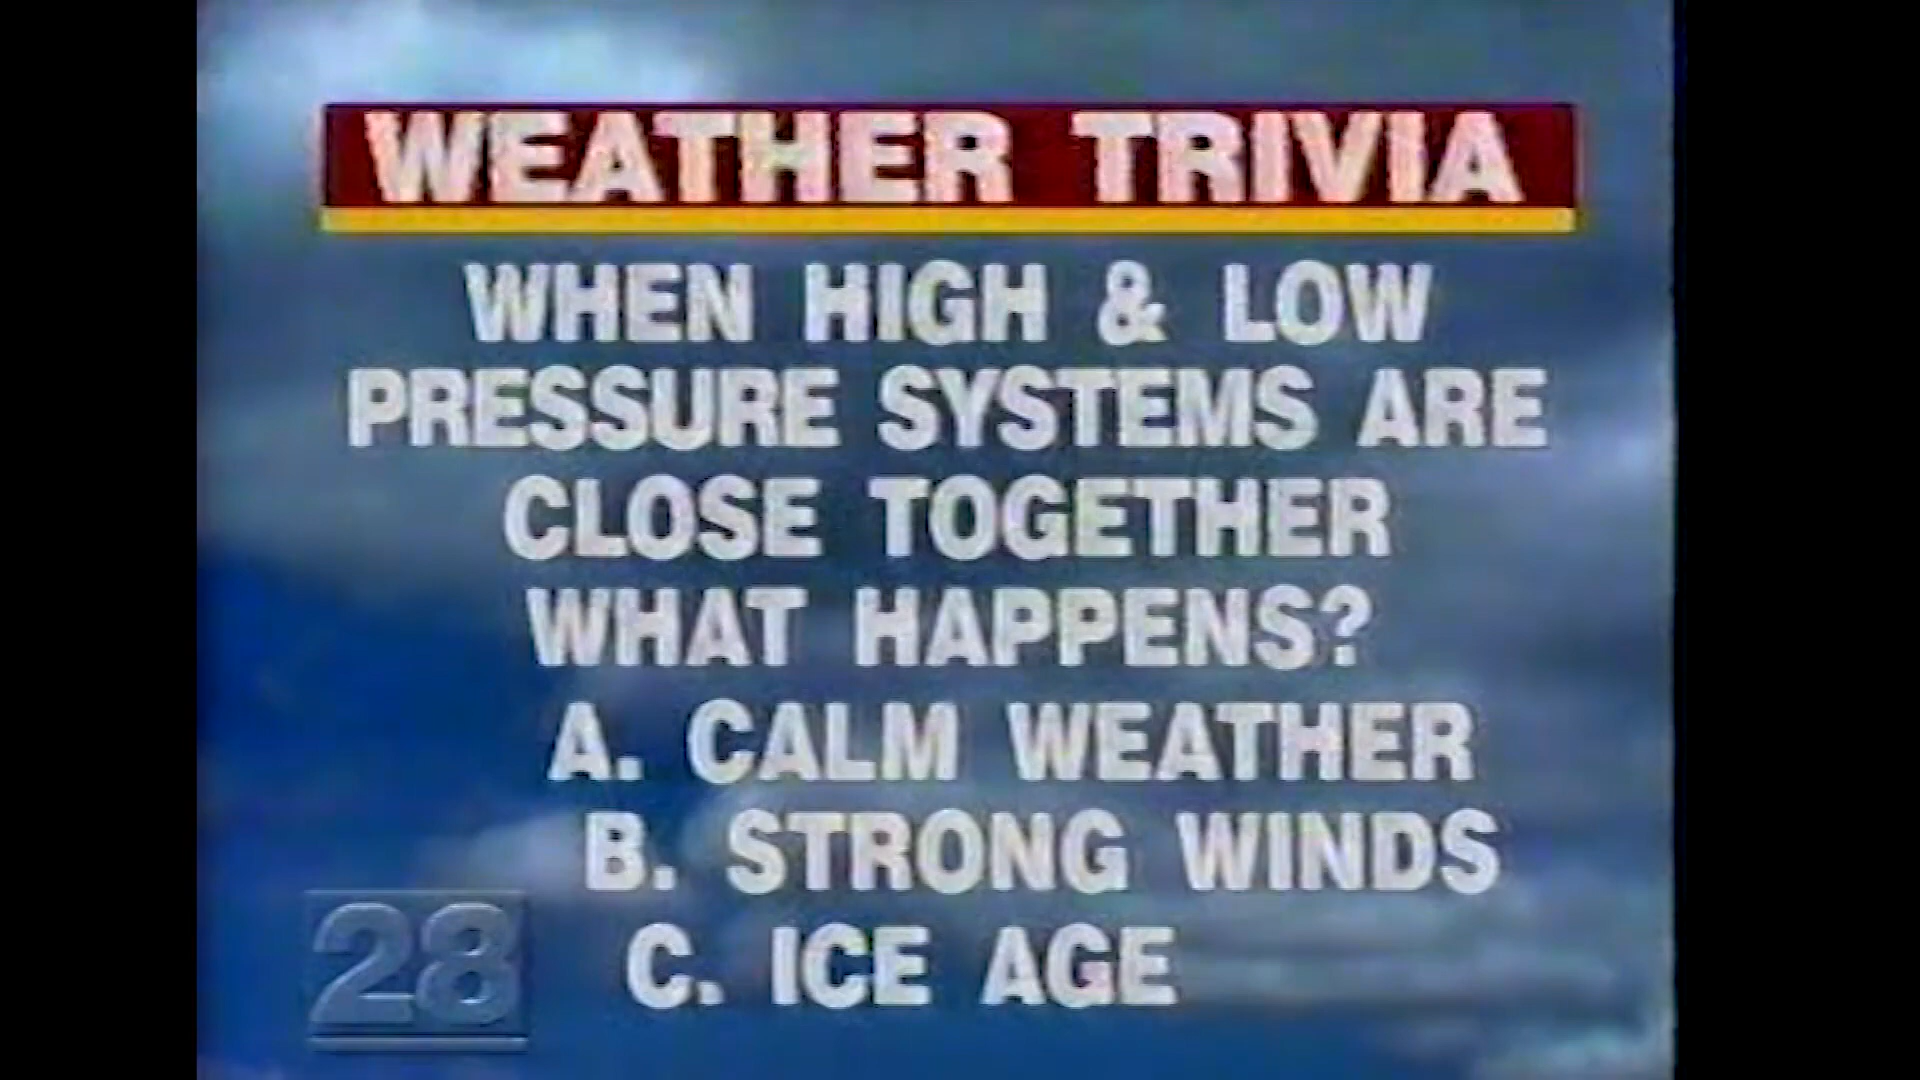 WEATHER TRIVIA
WHEN HIGH & LOW
PRESSURE SYSTEMS ARE
CLOSE TOGETHER
WHAT HAPPENS?
A. CALM WEATHER
B. STRONG WINDS
C. ICE AGE
28